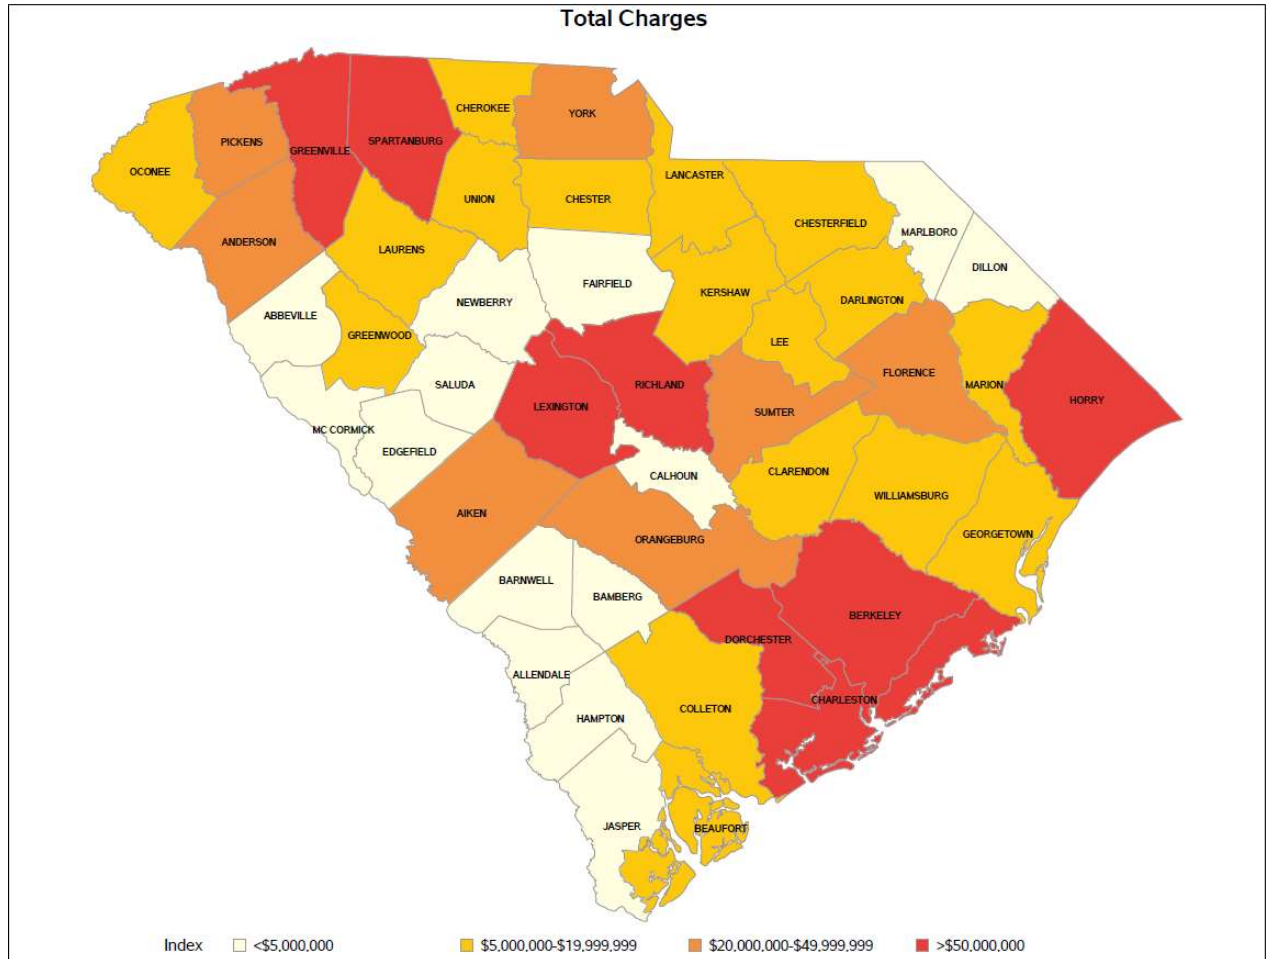 Total Charges
CHEROKEE
YORK
PICKENS
GREENVILLE
SPARTANBURG
OCONEE
LANCASTER
UNION
CHESTER
CHESTERFIELD
MARLBORO
ANDERSON
LAURENS
DILLON
FAIRFIELD
KERSHAW
NEWBERRY
DARLINGTON
ABBEVILLE
GREENWOOD
LEE
FLORENCE
SALUDA
RICHLAND
MARION
HORRY
LEXINGTON
SUMTER
MC CORMICK
EDGEFIELD
CALHOUN
CLARENDON
WILLIAMSBURG
AIKEN
GEORGETOWN
ORANGEBURG
BARNWELL
BAMBERG
BERKELEY
DORCHESTER
ALLENDALE
CHARLESTON
COLLETON
HAMPTON
JASPER
BEAUFORT
Index <$5,000,000 $5,000,000-$19,999,999 $20,000,000-$49,999,999 >$50,000,000